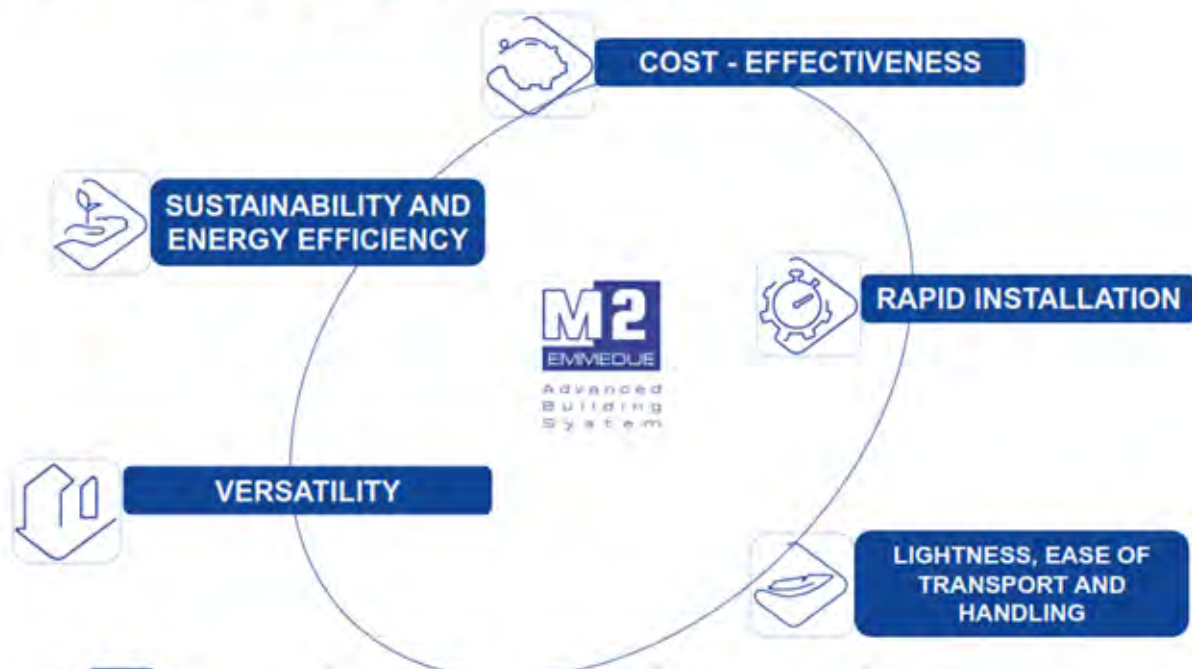 COST - EFFECTIVENESS
SUSTAINABILITY AND
ENERGY EFFICIENCY
M2
EMMEDUE
Advanced
Building
System
RAPID INSTALLATION
VERSATILITY
LIGHTNESS, EASE OF
TRANSPORT AND
HANDLING